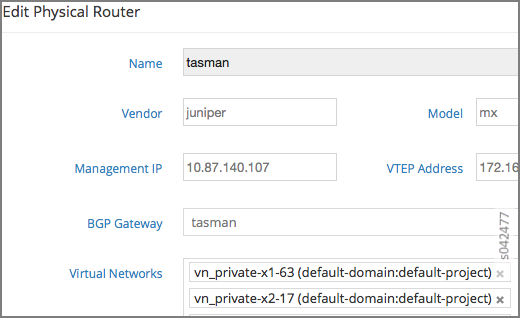 Edit Physical Router
Name tasman
Vendor juniper Model mx
Management IP 10.87.140.107 VTEP Address 172.16
BGP Gateway tasman
Virtual Networks vn_private-x1-63 (default-domain:default-project) ×
vn_private-x2-17 (default-domain:default-project) ×
s042477